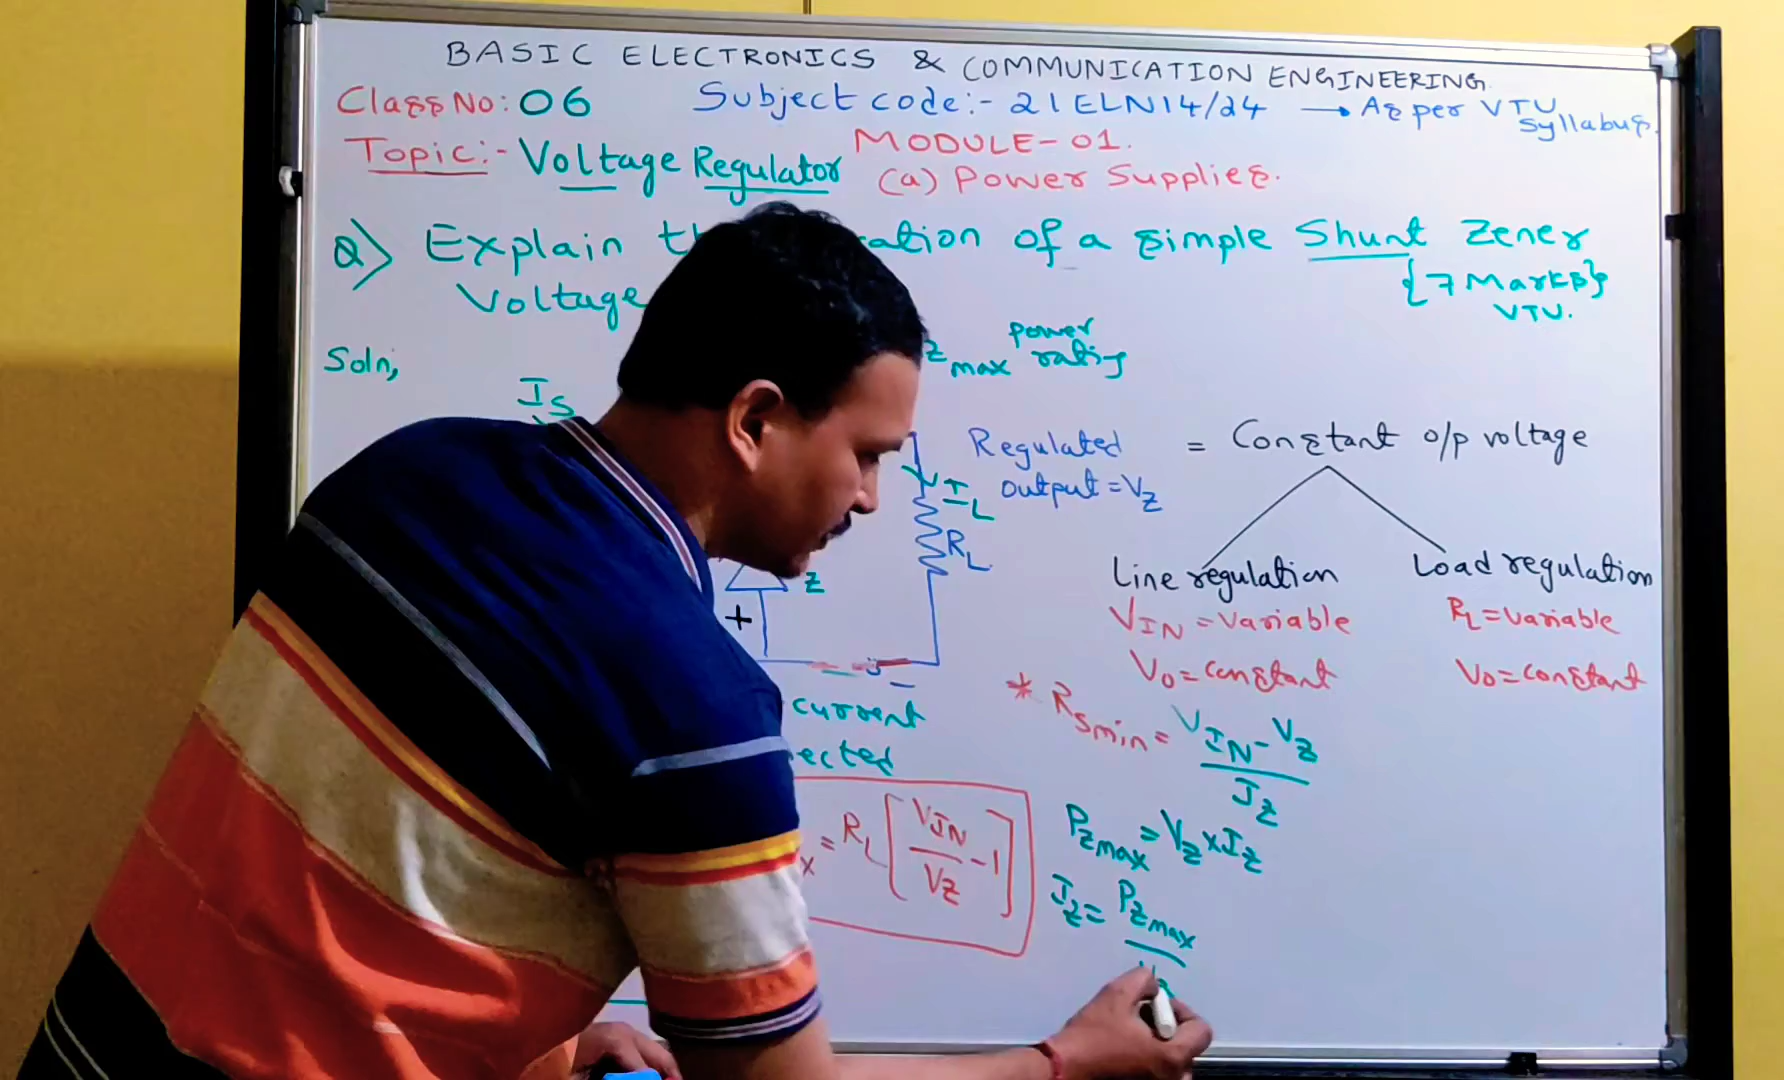 BASIC ELECTRONICS & COMMUNICATION ENGINEERING.
Class No: 06 Subject code:- 21ELN14/24 → As per VTU Syllabus.
MODULE-01.
Topic:- Voltage Regulator (a) Power Supplies.
Q) Explain ation of a simple Shunt Zener
Voltage {7 Marks}
VTU.
Soln,
Z max power rating
IS
Regulated output = VZ = Constant o/p voltage
IL
RL
Z
+
-
Line regulation Load regulation
VIN = variable RL = variable
Vo = constant Vo = constant
current
ected
* RSmin = VIN - VZ / IZ
x = RL [ VIN / VZ - 1 ]
PZmax = VZ x IZ
IZ = PZmax